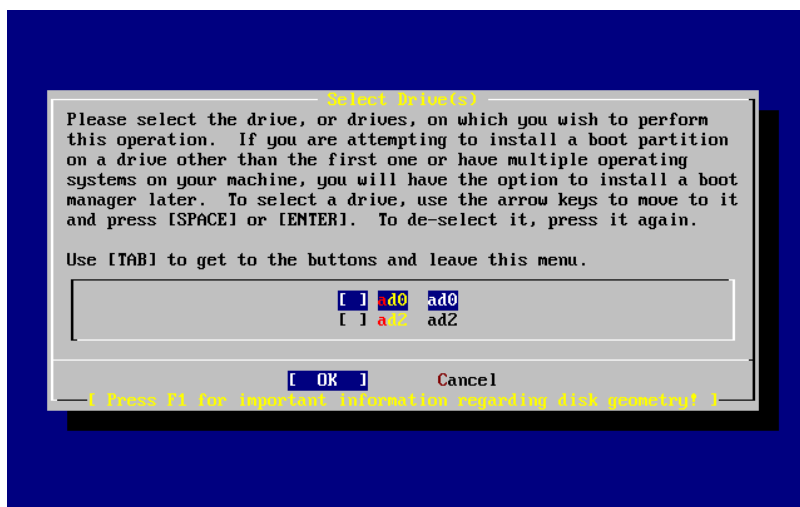 Select Drive(s)
Please select the drive, or drives, on which you wish to perform
this operation.  If you are attempting to install a boot partition
on a drive other than the first one or have multiple operating
systems on your machine, you will have the option to install a boot
manager later.  To select a drive, use the arrow keys to move to it
and press [SPACE] or [ENTER].  To de-select it, press it again.
Use [TAB] to get to the buttons and leave this menu.
[ ] ad0  ad0
[ ] ad2  ad2
[  OK  ]  Cancel
[ Press F1 for important information regarding disk geometry! ]